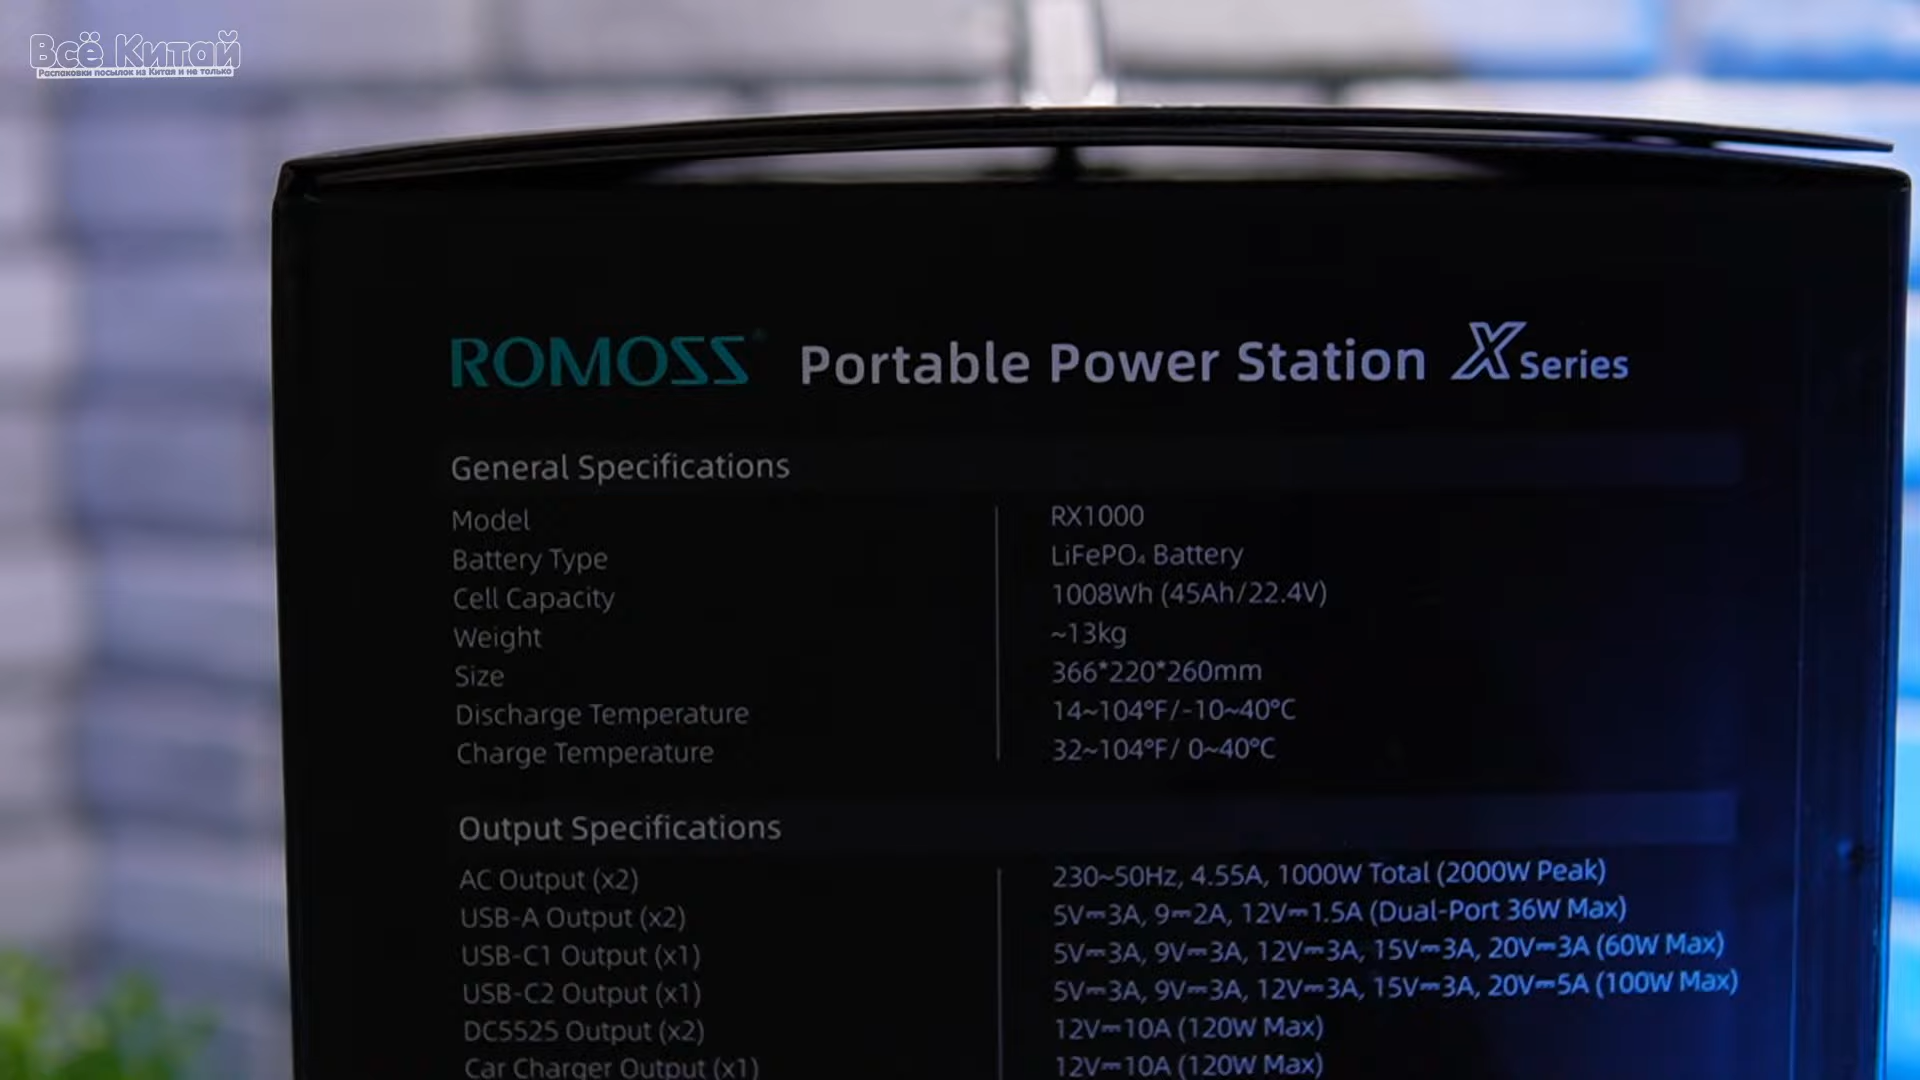 Всё Китай
Распаковки посылок из Китая и не только
ROMOSS® Portable Power Station X Series
General Specifications
Model RX1000
Battery Type LiFePO₄ Battery
Cell Capacity 1008Wh (45Ah/22.4V)
Weight ~13kg
Size 366*220*260mm
Discharge Temperature 14~104°F/-10~40°C
Charge Temperature 32~104°F/ 0~40°C
Output Specifications
AC Output (x2) 230~50Hz, 4.55A, 1000W Total (2000W Peak)
USB-A Output (x2) 5V⎓3A, 9⎓2A, 12V⎓1.5A (Dual-Port 36W Max)
USB-C1 Output (x1) 5V⎓3A, 9V⎓3A, 12V⎓3A, 15V⎓3A, 20V⎓3A (60W Max)
USB-C2 Output (x1) 5V⎓3A, 9V⎓3A, 12V⎓3A, 15V⎓3A, 20V⎓5A (100W Max)
DC5525 Output (x2) 12V⎓10A (120W Max)
Car Charger Output (x1) 12V⎓10A (120W Max)